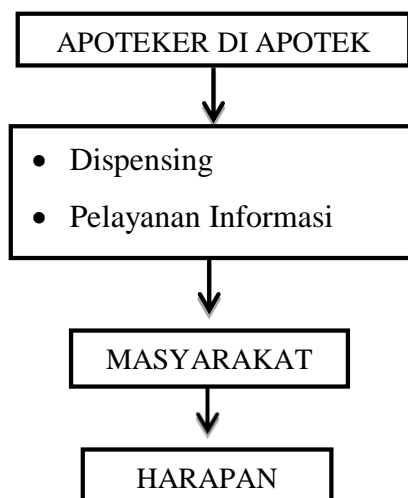 APOTEKER DI APOTEK
• Dispensing
• Pelayanan Informasi
MASYARAKAT
HARAPAN